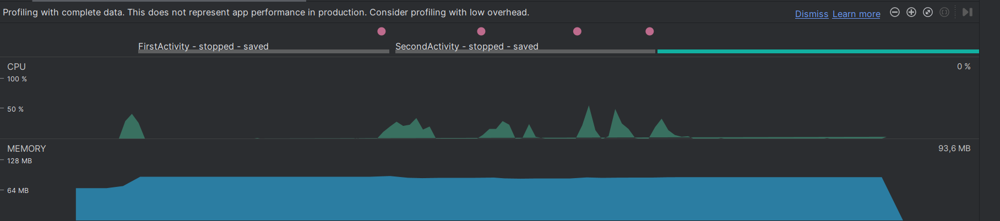 Profiling with complete data. This does not represent app performance in production. Consider profiling with low overhead.
Dismiss Learn more
FirstActivity - stopped - saved
SecondActivity - stopped - saved
CPU
0 %
100 %
50 %
MEMORY
93,6 MB
128 MB
64 MB